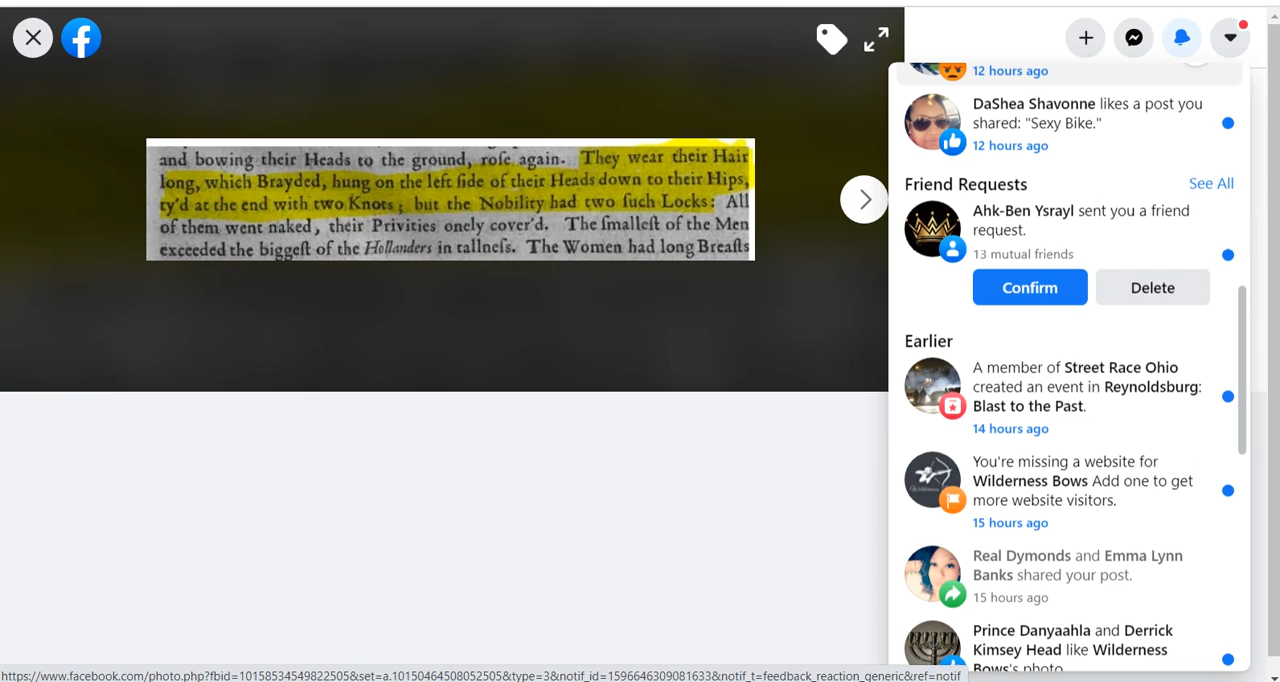 and bowing their Heads to the ground, roſe again. They wear their Hair
long, which Brayded, hung on the left ſide of their Heads down to their Hips,
ty'd at the end with two Knots; but the Nobility had two ſuch Locks: All
of them went naked, their Privities onely cover'd. The ſmalleſt of the Men
exceeded the biggeſt of the Hollanders in tallneſs. The Women had long Breaſts
12 hours ago
DaShea Shavonne likes a post you
shared: "Sexy Bike."
12 hours ago
Friend Requests See All
Ahk-Ben Ysrayl sent you a friend
request.
13 mutual friends
Confirm Delete
Earlier
A member of Street Race Ohio
created an event in Reynoldsburg:
Blast to the Past.
14 hours ago
You're missing a website for
Wilderness Bows Add one to get
more website visitors.
15 hours ago
Real Dymonds and Emma Lynn
Banks shared your post.
15 hours ago
Prince Danyaahla and Derrick
Kimsey Head like Wilderness
Bows's photo
https://www.facebook.com/photo.php?fbid=10158534549822505&set=a.10150464508052505&type=3&notif_id=1596646309081633&notif_t=feedback_reaction_generic&ref=notif